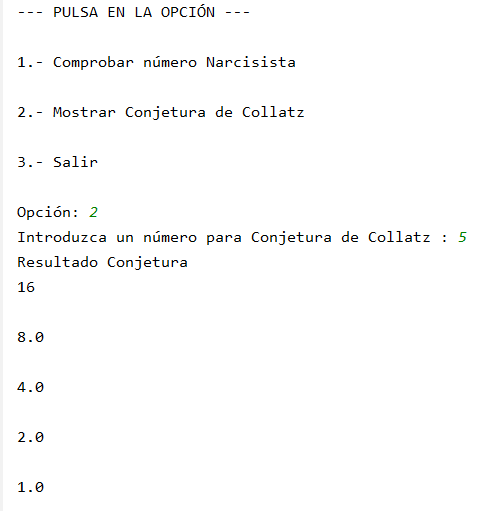 --- PULSA EN LA OPCIÓN ---
1.- Comprobar número Narcisista
2.- Mostrar Conjetura de Collatz
3.- Salir
Opción: 2
Introduzca un número para Conjetura de Collatz : 5
Resultado Conjetura
16
8.0
4.0
2.0
1.0